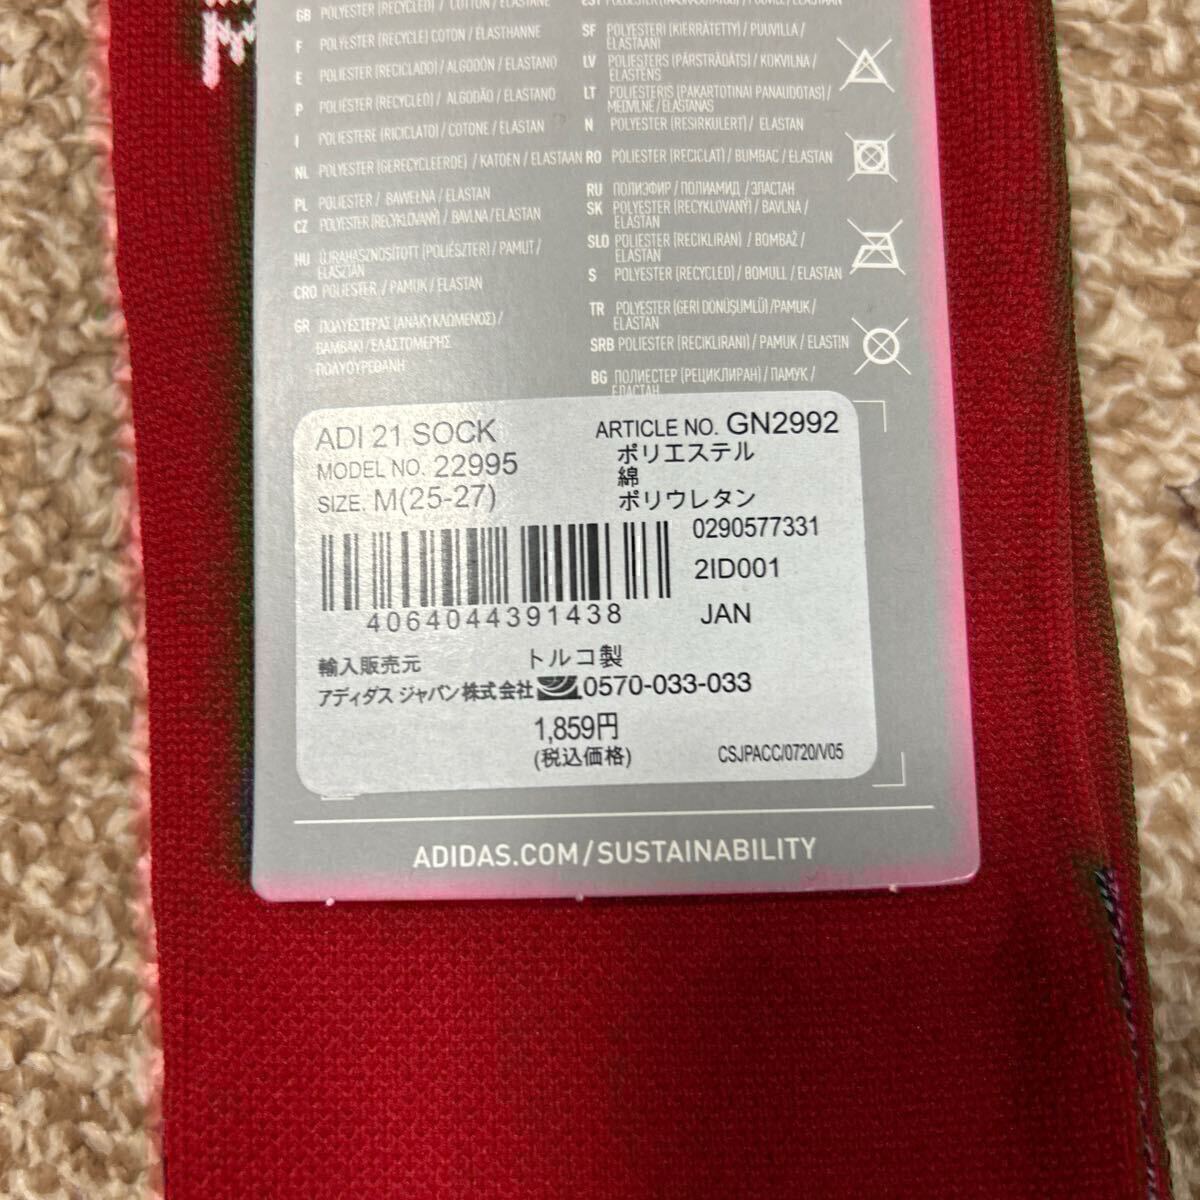 GB POLYESTER (RECYCLED) / COTTON / ELASTANE
F POLYESTER (RECYCLE) COTON / ÉLASTHANNE
E POLIESTER (RECICLADO) / ALGODÓN / ELASTANO
P POLIÉSTER (RECYCLED) / ALGODÃO / ELASTANO
I POLIESTERE (RICICLATO) / COTONE / ELASTAN
NL POLYESTER (GERECYCLEERDE) / KATOEN / ELASTAAN
PL POLIESTER / BAWEŁNA / ELASTAN
CZ POLYESTER (RECYKLOVANÝ) / BAVLNA / ELASTAN
HU ÚJRAHASZNOSÍTOTT (POLIÉSZTER) / PAMUT /
ELASZTÁN
CRO POLIESTER / PAMUK / ELASTAN
GR ΠΟΛΥΕΣΤΕΡΑΣ (ΑΝΑΚΥΚΛΩΜΕΝΟΣ) /
ΒΑΜΒΑΚΙ / ΕΛΑΣΤΟΜΕΡΗΣ
ΠΟΛΥΟΥΡΕΘΑΝΗ
SF POLYESTERI (KIERRÄTETTY) / PUUVILLA /
ELASTAANI
LV POLIESTERS (PĀRSTRĀDĀTS) / KOKVILNA /
ELASTENS
LT POLIESTERIS (PAKARTOTINAI PANAUDOTAS) /
MEDVILNĖ / ELASTANAS
N POLYESTER (RESIRKULERT) / ELASTAN
RO POLIESTER (RECICLAT) / BUMBAC / ELASTAN
RU ПОЛИЭФИР / ПОЛИАМИД / ЭЛАСТАН
SK POLYESTER (RECYKLOVANÝ) / BAVLNA /
ELASTAN
SLO POLIESTER (RECIKLIRAN) / BOMBAŽ /
ELASTAN
S POLYESTER (RECYCLED) / BOMULL / ELASTAN
TR POLYESTER (GERİ DÖNÜŞÜMLÜ) / PAMUK /
ELASTAN
SRB POLIESTER (RECIKLIRANI) / PAMUK / ELASTIN
BG ПОЛИЕСТЕР (РЕЦИКЛИРАН) / ПАМУК /
ЕЛАСТАН
ADI 21 SOCK
ARTICLE NO. GN2992
MODEL NO. 22995
SIZE. M(25-27)
ポリエステル
綿
ポリウレタン
0290577331
2ID001
4064044391438
JAN
輸入販売元
トルコ製
アディダス ジャパン株式会社 0570-033-033
1,859円
(税込価格)
CSJPACC/0720/V05
ADIDAS.COM/SUSTAINABILITY